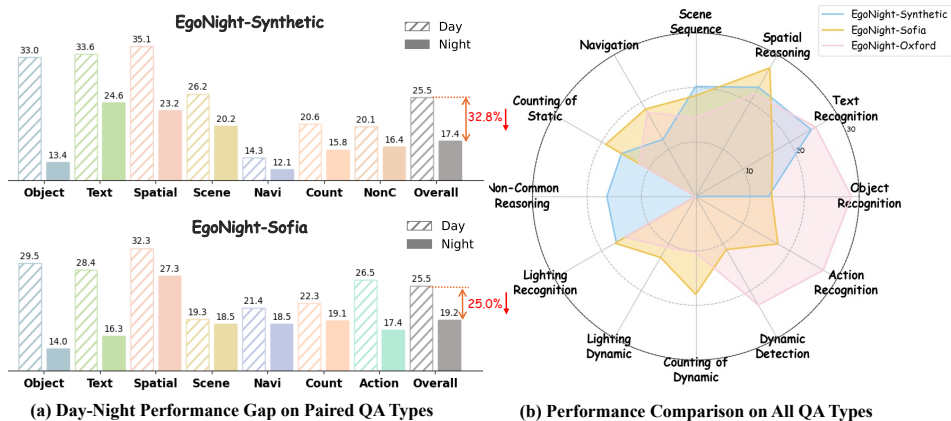 EgoNight-Synthetic
Day
Night
33.0 13.4 33.6 24.6 35.1 23.2 26.2 20.2 14.3 12.1 20.6 15.8 20.1 16.4 25.5 17.4
32.8%
Object Text Spatial Scene Navi Count NonC Overall
EgoNight-Sofia
Day
Night
29.5 14.0 28.4 16.3 32.3 27.3 19.3 18.5 21.4 18.5 22.3 19.1 26.5 17.4 25.5 19.2
25.0%
Object Text Spatial Scene Navi Count Action Overall
(a) Day-Night Performance Gap on Paired QA Types
EgoNight-Synthetic
EgoNight-Sofia
EgoNight-Oxford
Scene
Sequence
Spatial
Reasoning
Text
Recognition
Object
Recognition
Action
Recognition
Dynamic
Detection
Counting of
Dynamic
Lighting
Dynamic
Lighting
Recognition
Non-Common
Reasoning
Counting of
Static
Navigation
10
20
30
(b) Performance Comparison on All QA Types